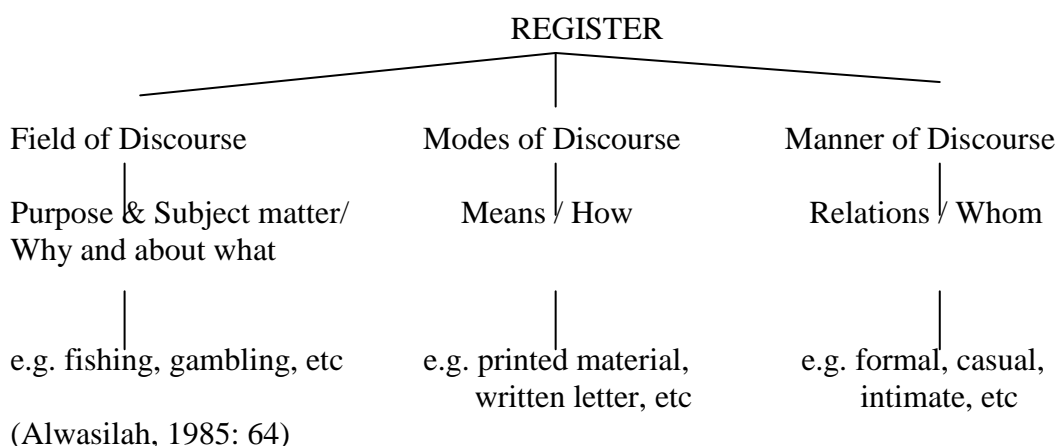 REGISTER
Field of Discourse
Modes of Discourse
Manner of Discourse
Purpose & Subject matter/
Why and about what
Means / How
Relations / Whom
e.g. fishing, gambling, etc
e.g. printed material,
written letter, etc
e.g. formal, casual,
intimate, etc
(Alwasilah, 1985: 64)